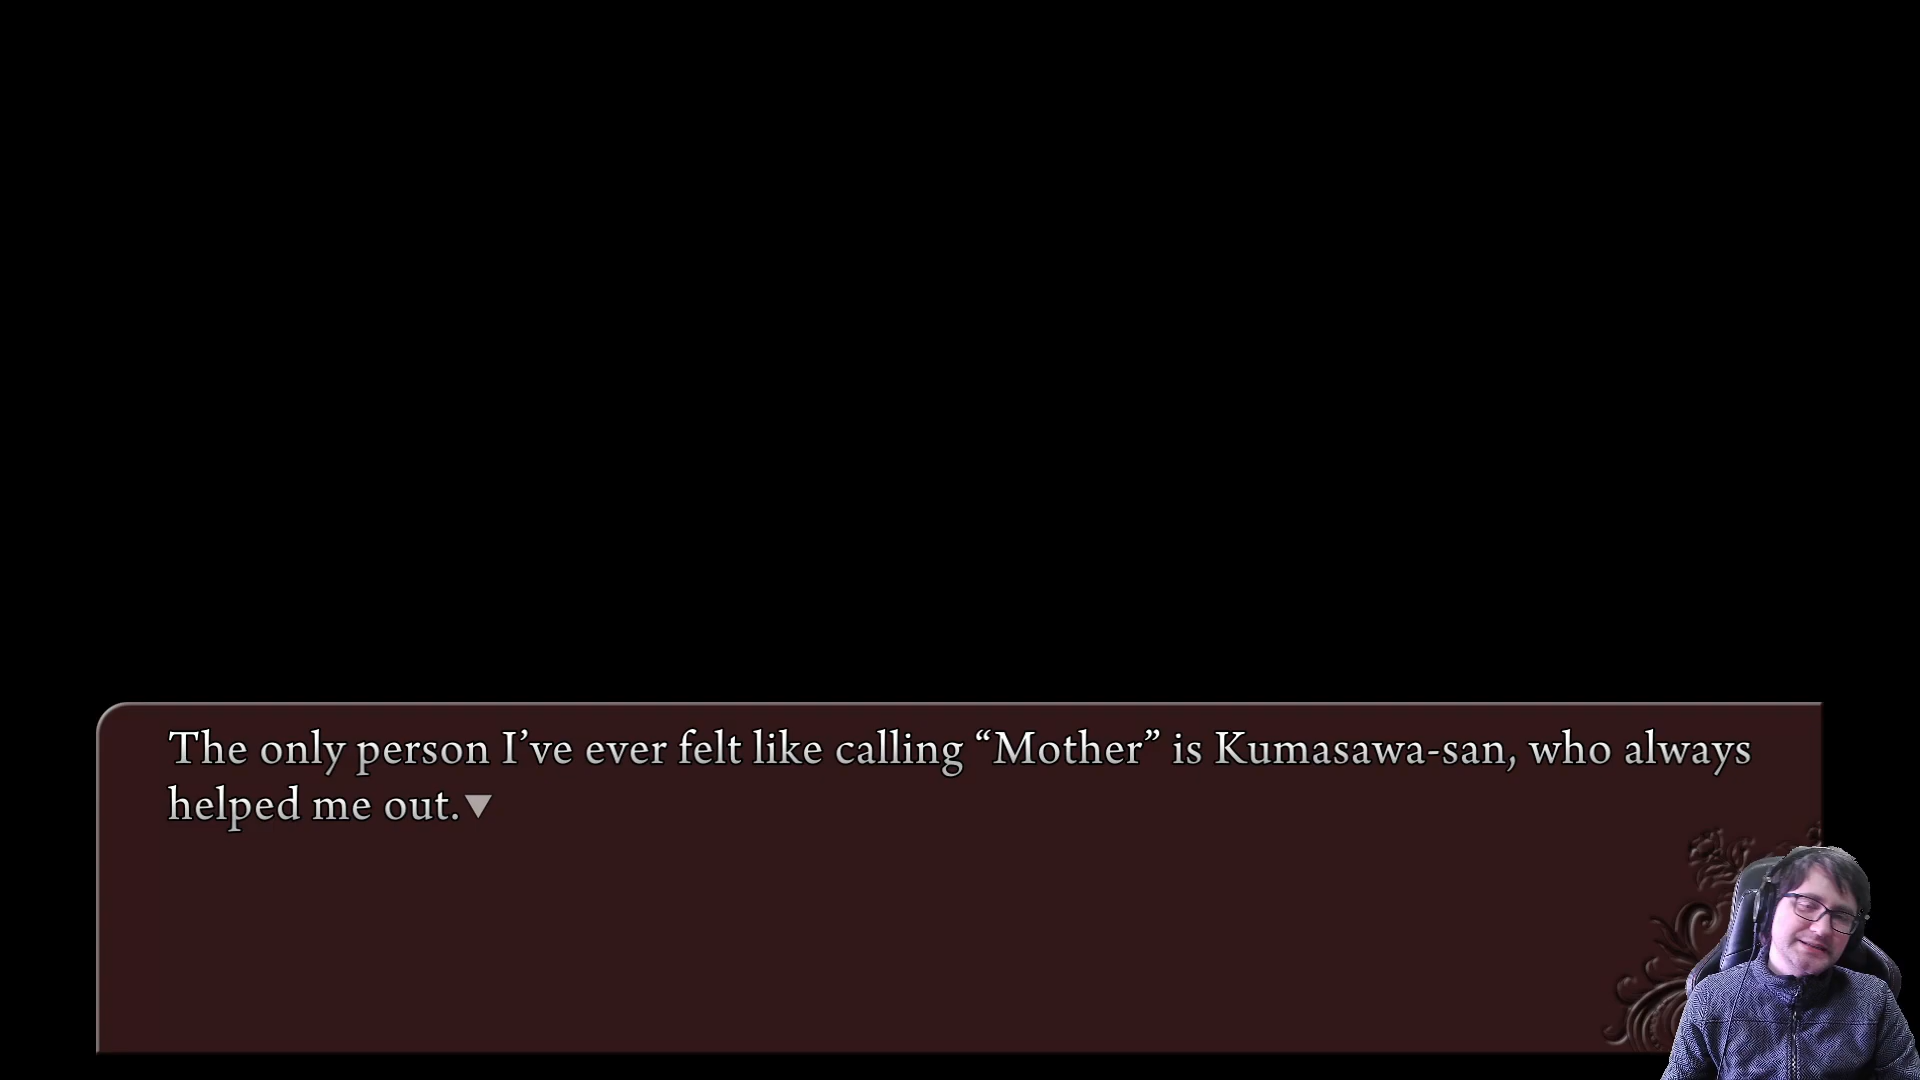 The only person I’ve ever felt like calling “Mother” is Kumasawa-san, who always
helped me out.